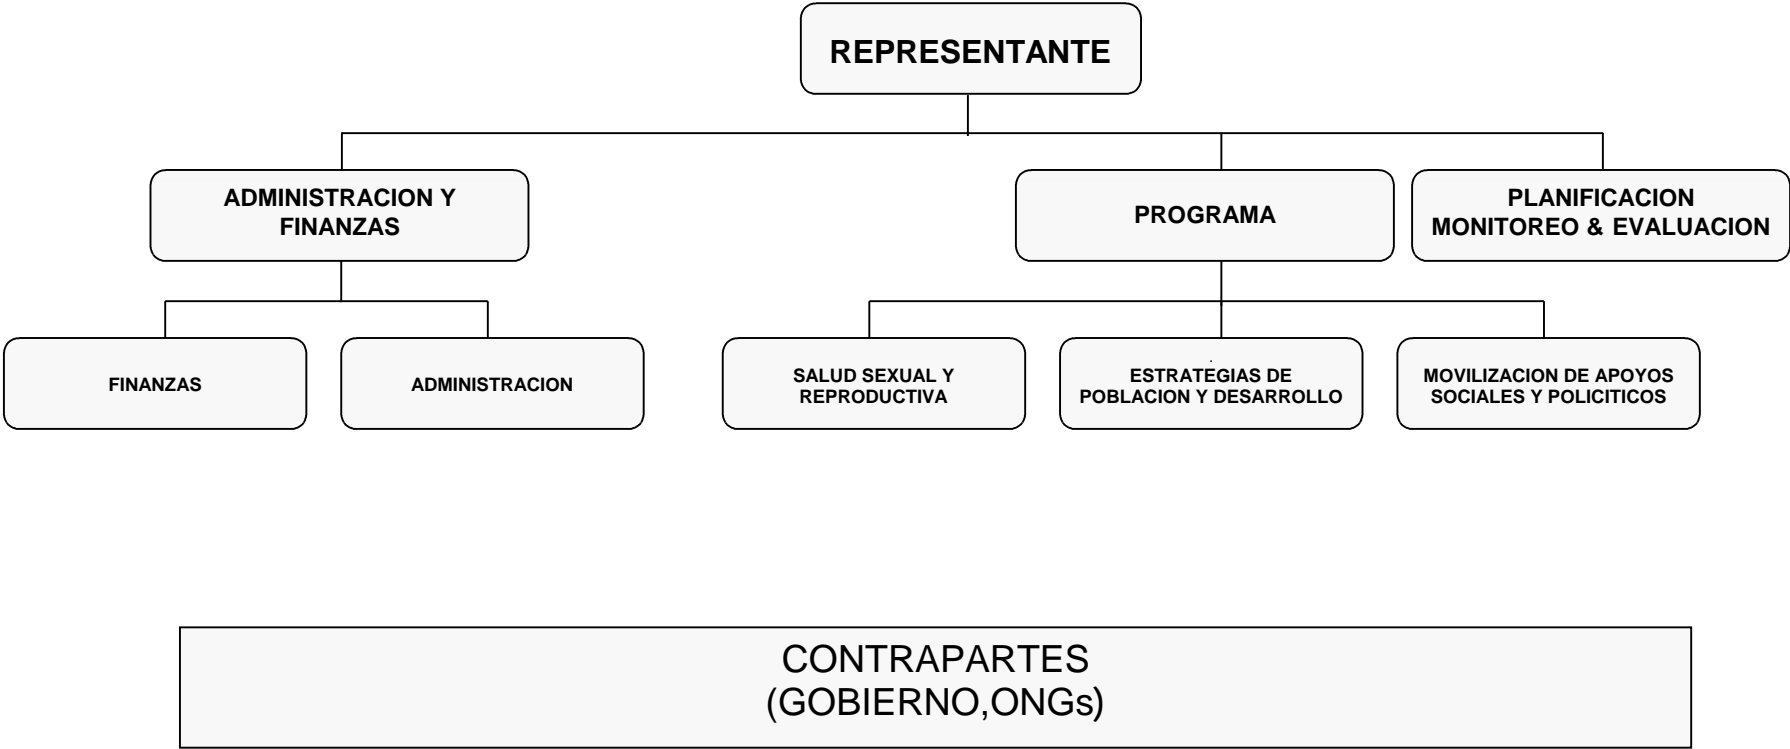 REPRESENTANTE
ADMINISTRACION Y
FINANZAS
PROGRAMA
PLANIFICACION
MONITOREO & EVALUACION
FINANZAS
ADMINISTRACION
SALUD SEXUAL Y
REPRODUCTIVA
ESTRATEGIAS DE
POBLACION Y DESARROLLO
MOVILIZACION DE APOYOS
SOCIALES Y POLICITICOS
CONTRAPARTES
(GOBIERNO,ONGs)